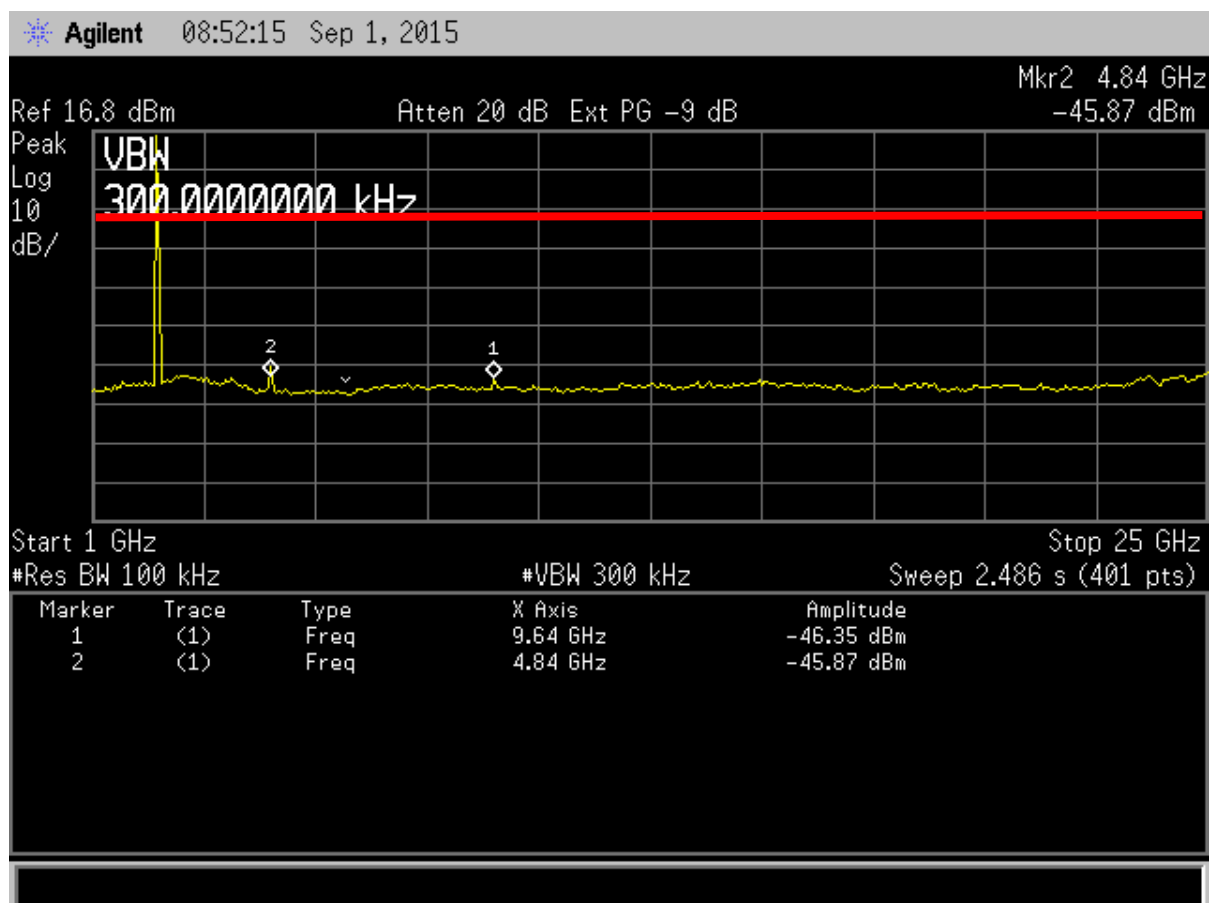 Agilent 08:52:15 Sep 1, 2015
Mkr2 4.84 GHz
Ref 16.8 dBm Atten 20 dB Ext PG -9 dB -45.87 dBm
Peak
Log
10
dB/
VBW
300.0000000 kHz
2
1
Start 1 GHz Stop 25 GHz
#Res BW 100 kHz #VBW 300 kHz Sweep 2.486 s (401 pts)
Marker Trace Type X Axis Amplitude
1 (1) Freq 9.64 GHz -46.35 dBm
2 (1) Freq 4.84 GHz -45.87 dBm